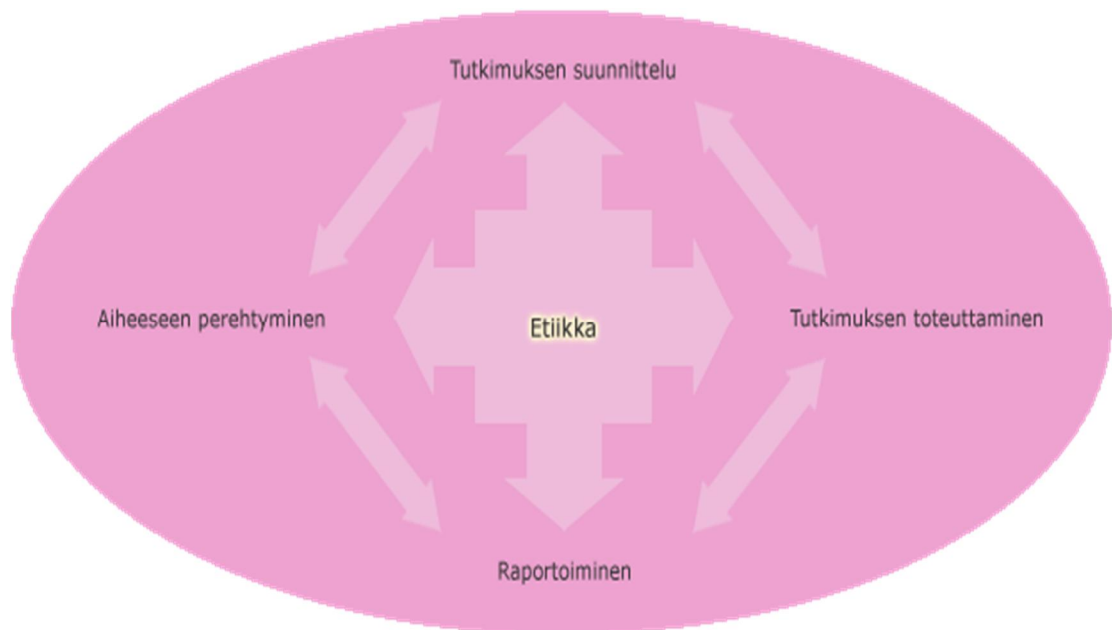 Tutkimuksen suunnittelu
Aiheeseen perehtyminen
Etiikka
Tutkimuksen toteuttaminen
Raportoiminen